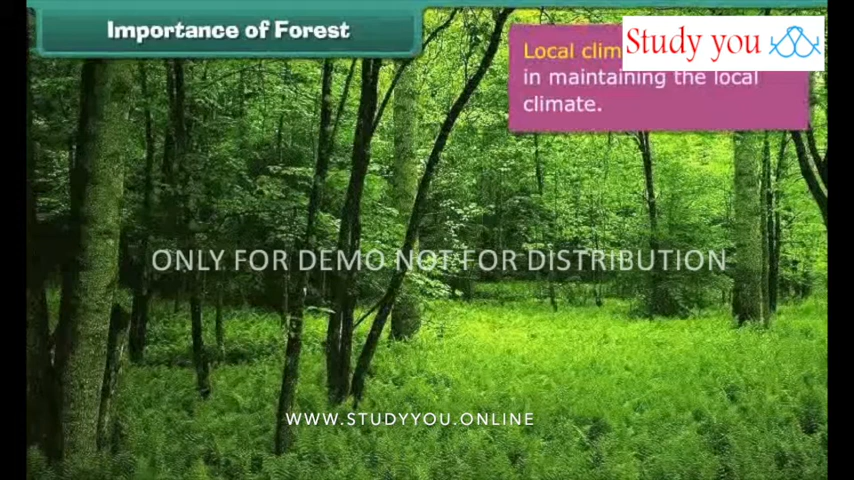 Importance of Forest
Local
in maintaining the local
climate.
Study you
ONLY FOR DEMO NOT FOR DISTRIBUTION
WWW.STUDYYOU.ONLINE